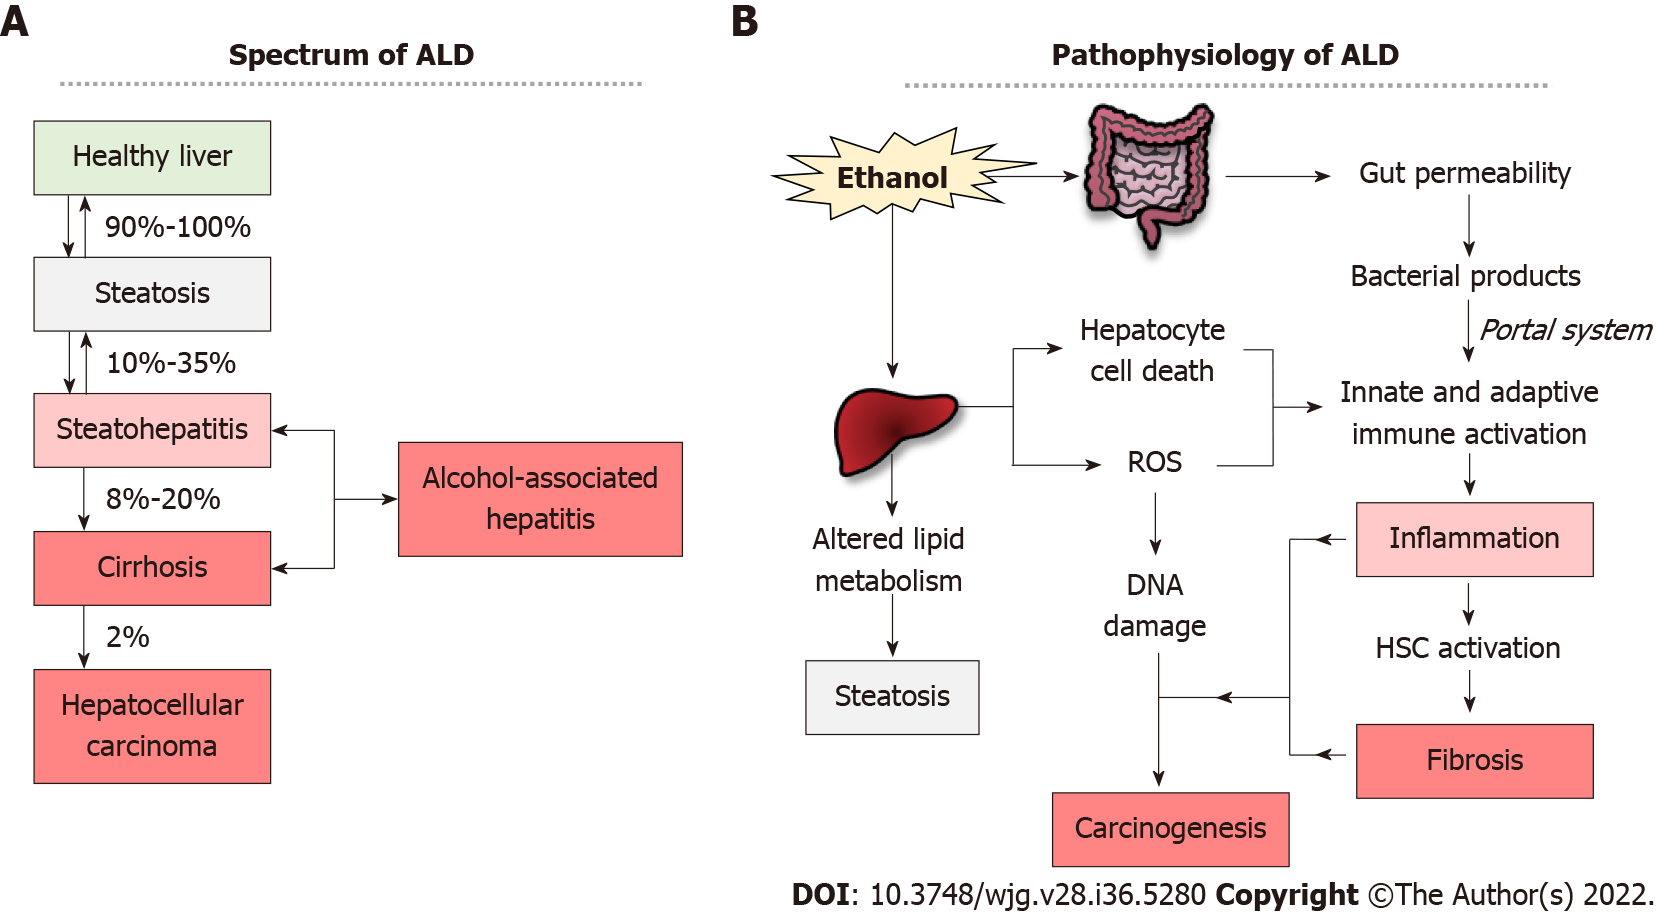 A
Spectrum of ALD
Healthy liver
90%-100%
Steatosis
10%-35%
Steatohepatitis
8%-20%
Cirrhosis
2%
Hepatocellular
carcinoma
Alcohol-associated
hepatitis
B
Pathophysiology of ALD
Ethanol
Gut permeability
Bacterial products
Portal system
Hepatocyte
cell death
Innate and adaptive
immune activation
ROS
Altered lipid
metabolism
Inflammation
DNA
damage
HSC activation
Steatosis
Fibrosis
Carcinogenesis
DOI: 10.3748/wjg.v28.i36.5280 Copyright ©The Author(s) 2022.